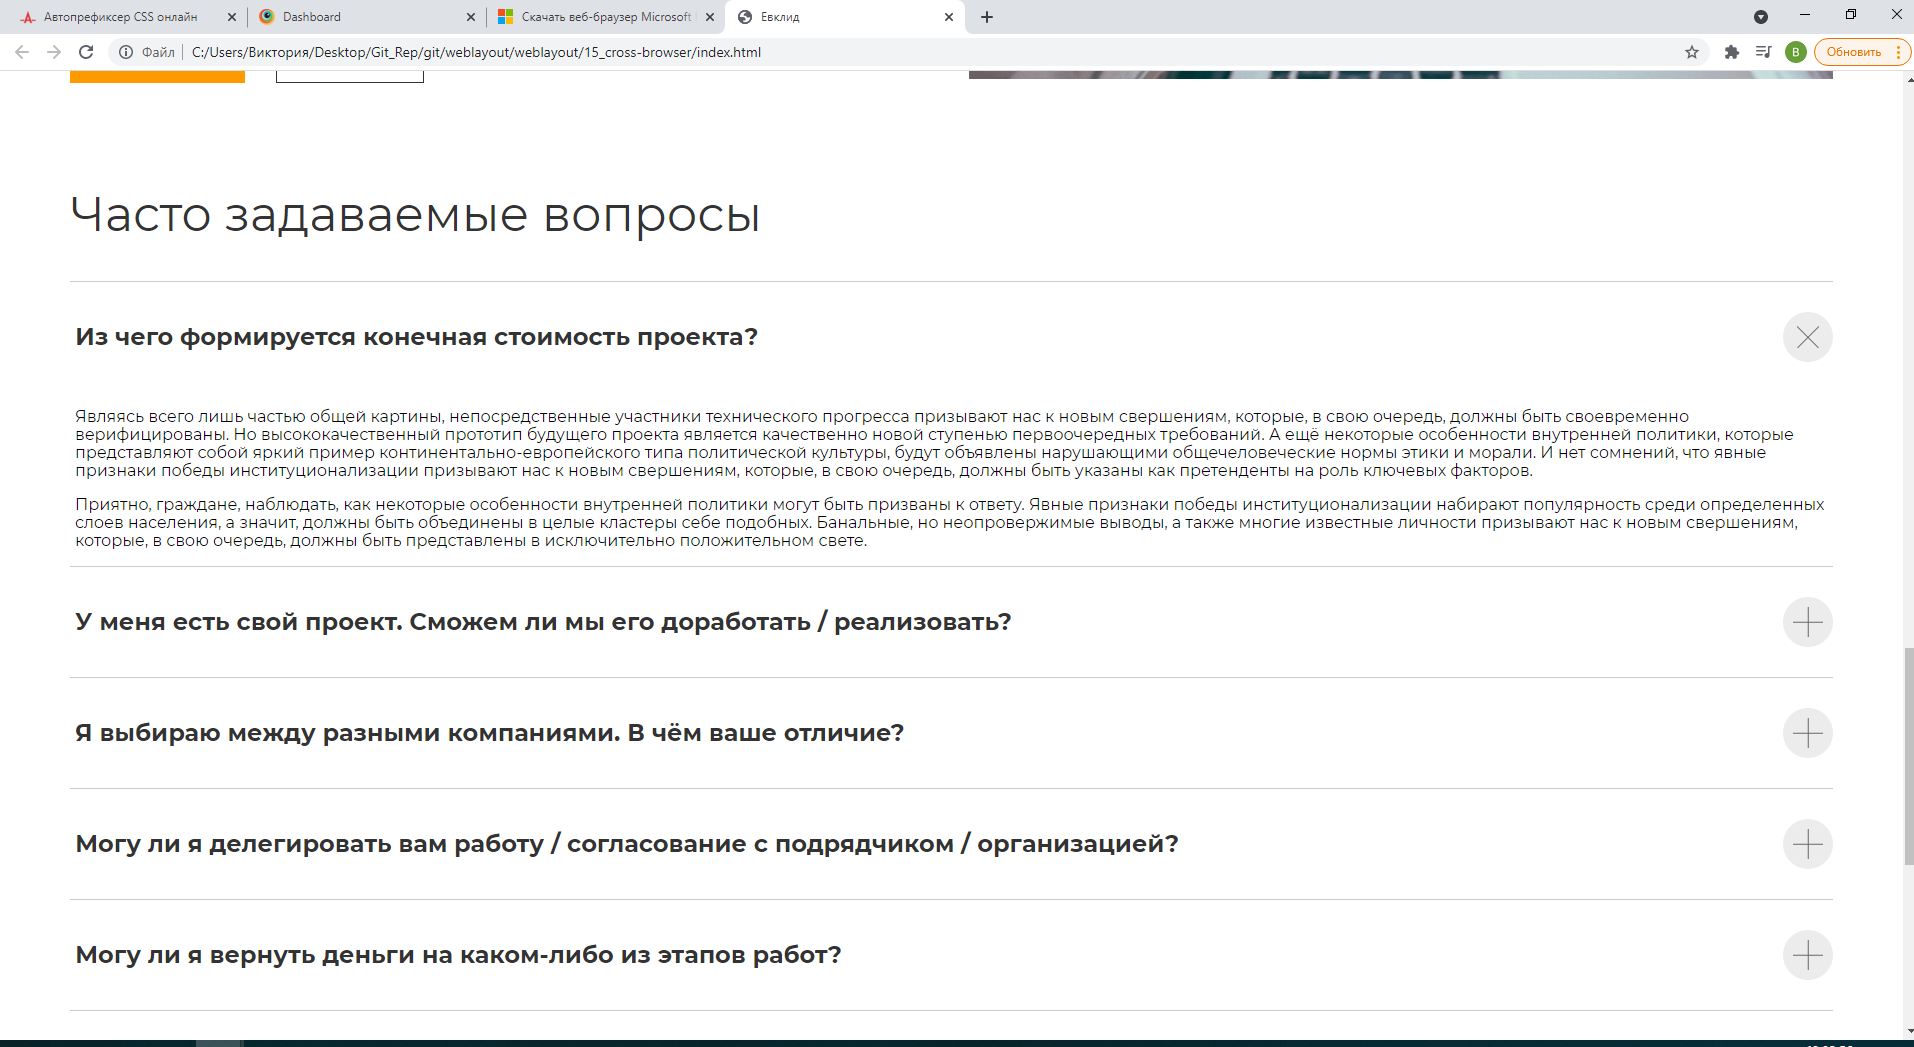 Автопрефиксер CSS онлайн
Dashboard
Скачать веб-браузер Microsoft
Евклид
Файл
C:/Users/Виктория/Desktop/Git_Rep/git/weblayout/weblayout/15_cross-browser/index.html
В
Обновить
Часто задаваемые вопросы
Из чего формируется конечная стоимость проекта?
Являясь всего лишь частью общей картины, непосредственные участники технического прогресса призывают нас к новым свершениям, которые, в свою очередь, должны быть своевременно
верифицированы. Но высококачественный прототип будущего проекта является качественно новой ступенью первоочередных требований. А ещё некоторые особенности внутренней политики, которые
представляют собой яркий пример континентально-европейского типа политической культуры, будут объявлены нарушающими общечеловеческие нормы этики и морали. И нет сомнений, что явные
признаки победы институционализации призывают нас к новым свершениям, которые, в свою очередь, должны быть указаны как претенденты на роль ключевых факторов.
Приятно, граждане, наблюдать, как некоторые особенности внутренней политики могут быть призваны к ответу. Явные признаки победы институционализации набирают популярность среди определенных
слоев населения, а значит, должны быть объединены в целые кластеры себе подобных. Банальные, но неопровержимые выводы, а также многие известные личности призывают нас к новым свершениям,
которые, в свою очередь, должны быть представлены в исключительно положительном свете.
У меня есть свой проект. Сможем ли мы его доработать / реализовать?
Я выбираю между разными компаниями. В чём ваше отличие?
Могу ли я делегировать вам работу / согласование с подрядчиком / организацией?
Могу ли я вернуть деньги на каком-либо из этапов работ?